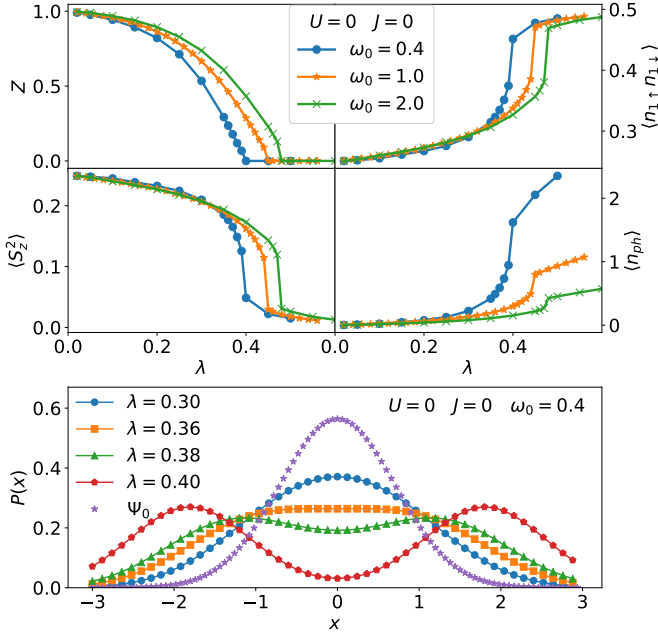 U = 0 J = 0
ω₀ = 0.4
ω₀ = 1.0
ω₀ = 2.0
Z
1.0
0.5
0.0
0.5
0.4
0.3
⟨n₁↑ n₁↓⟩
⟨S_z²⟩
0.2
0.1
0.0
2
1
0
⟨n_ph⟩
0.0 0.2 0.4 0.0 0.2 0.4
λ λ
U = 0 J = 0 ω₀ = 0.4
λ = 0.30
λ = 0.36
λ = 0.38
λ = 0.40
Ψ₀
P(x)
0.6
0.4
0.2
0.0
−3 −2 −1 0 1 2 3
x